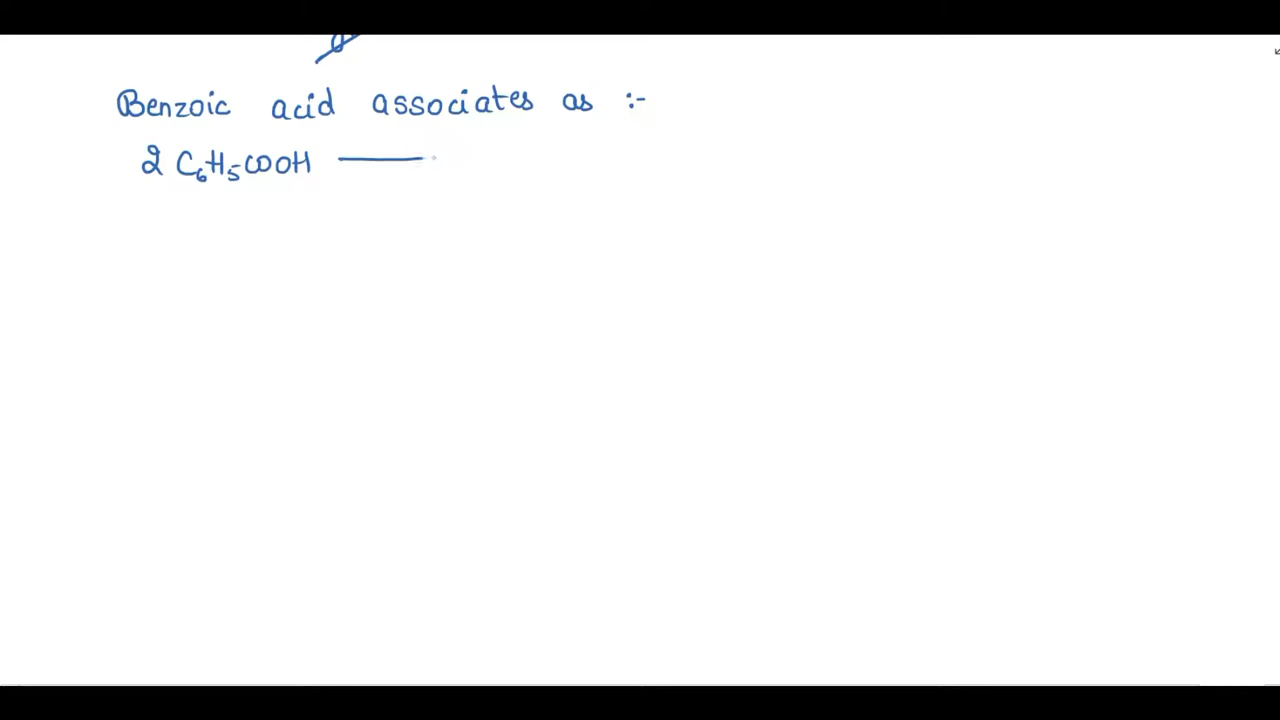 Benzoic acid associates as :-
2 C₆H₅COOH —